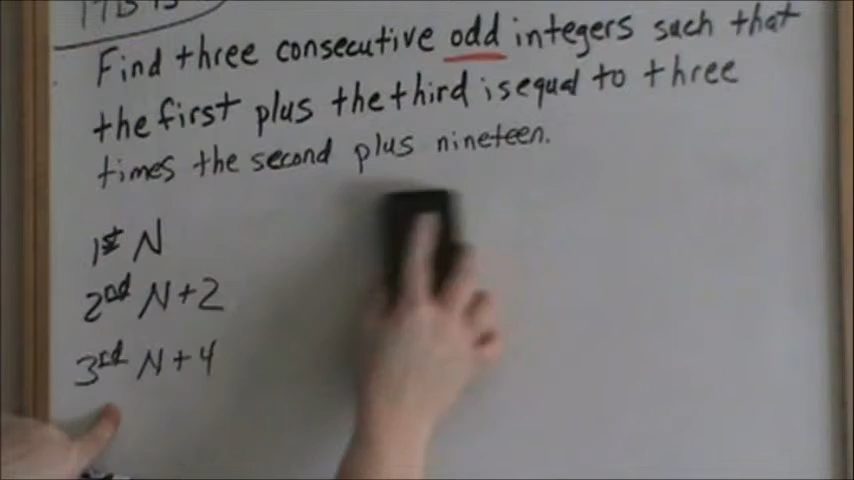 Find three consecutive odd integers such that
the first plus the third is equal to three
times the second plus nineteen.
1st N
2nd N+2
3rd N+4